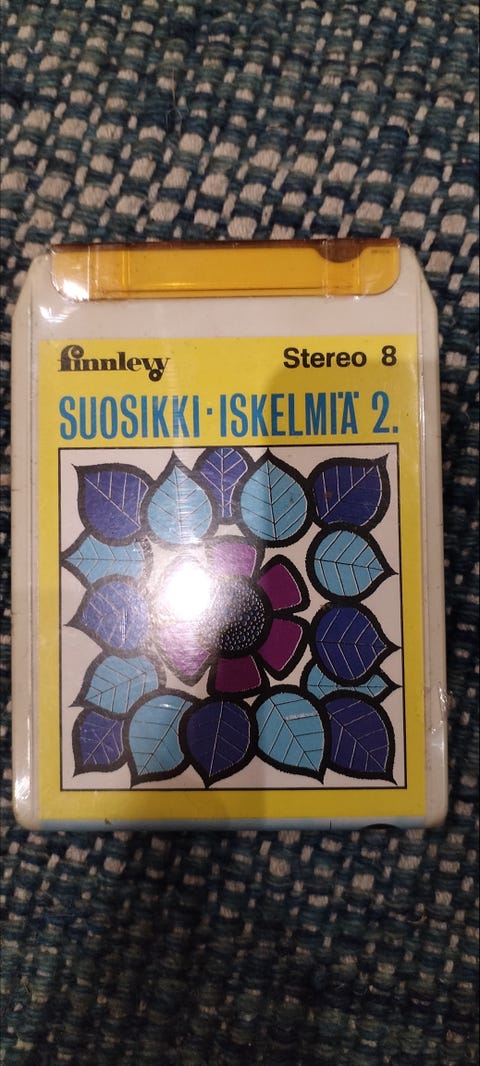 finnlevy
Stereo 8
SUOSIKKI·ISKELMIÄ 2.